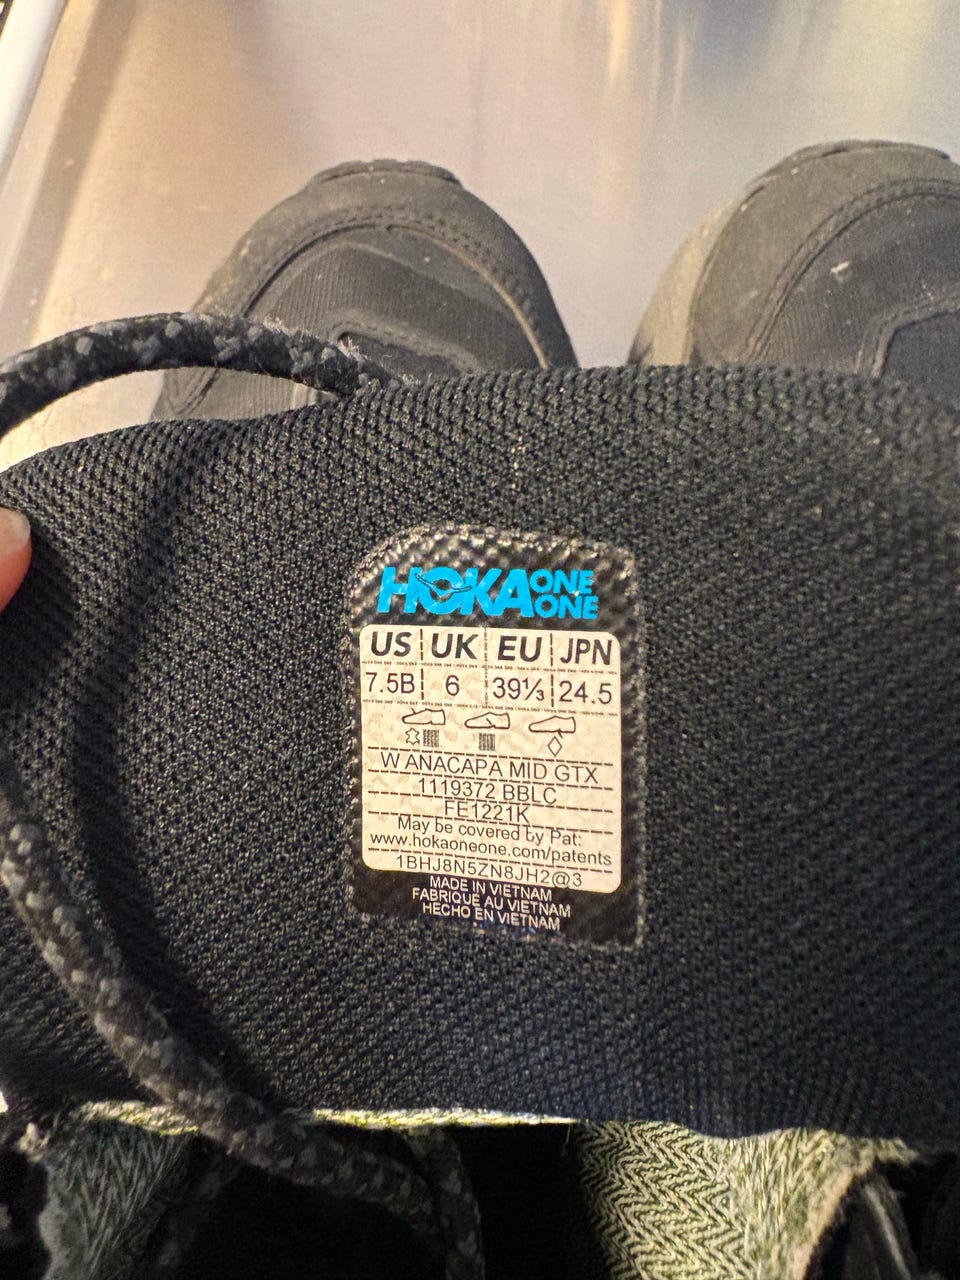 HOKA ONE ONE
US UK EU JPN
7.5B 6 39⅓ 24.5
W ANACAPA MID GTX
1119372 BBLC
FE1221K
May be covered by Pat:
www.hokaoneone.com/patents
1BHJ8N5ZN8JH2@3
MADE IN VIETNAM
FABRIQUE AU VIETNAM
HECHO EN VIETNAM